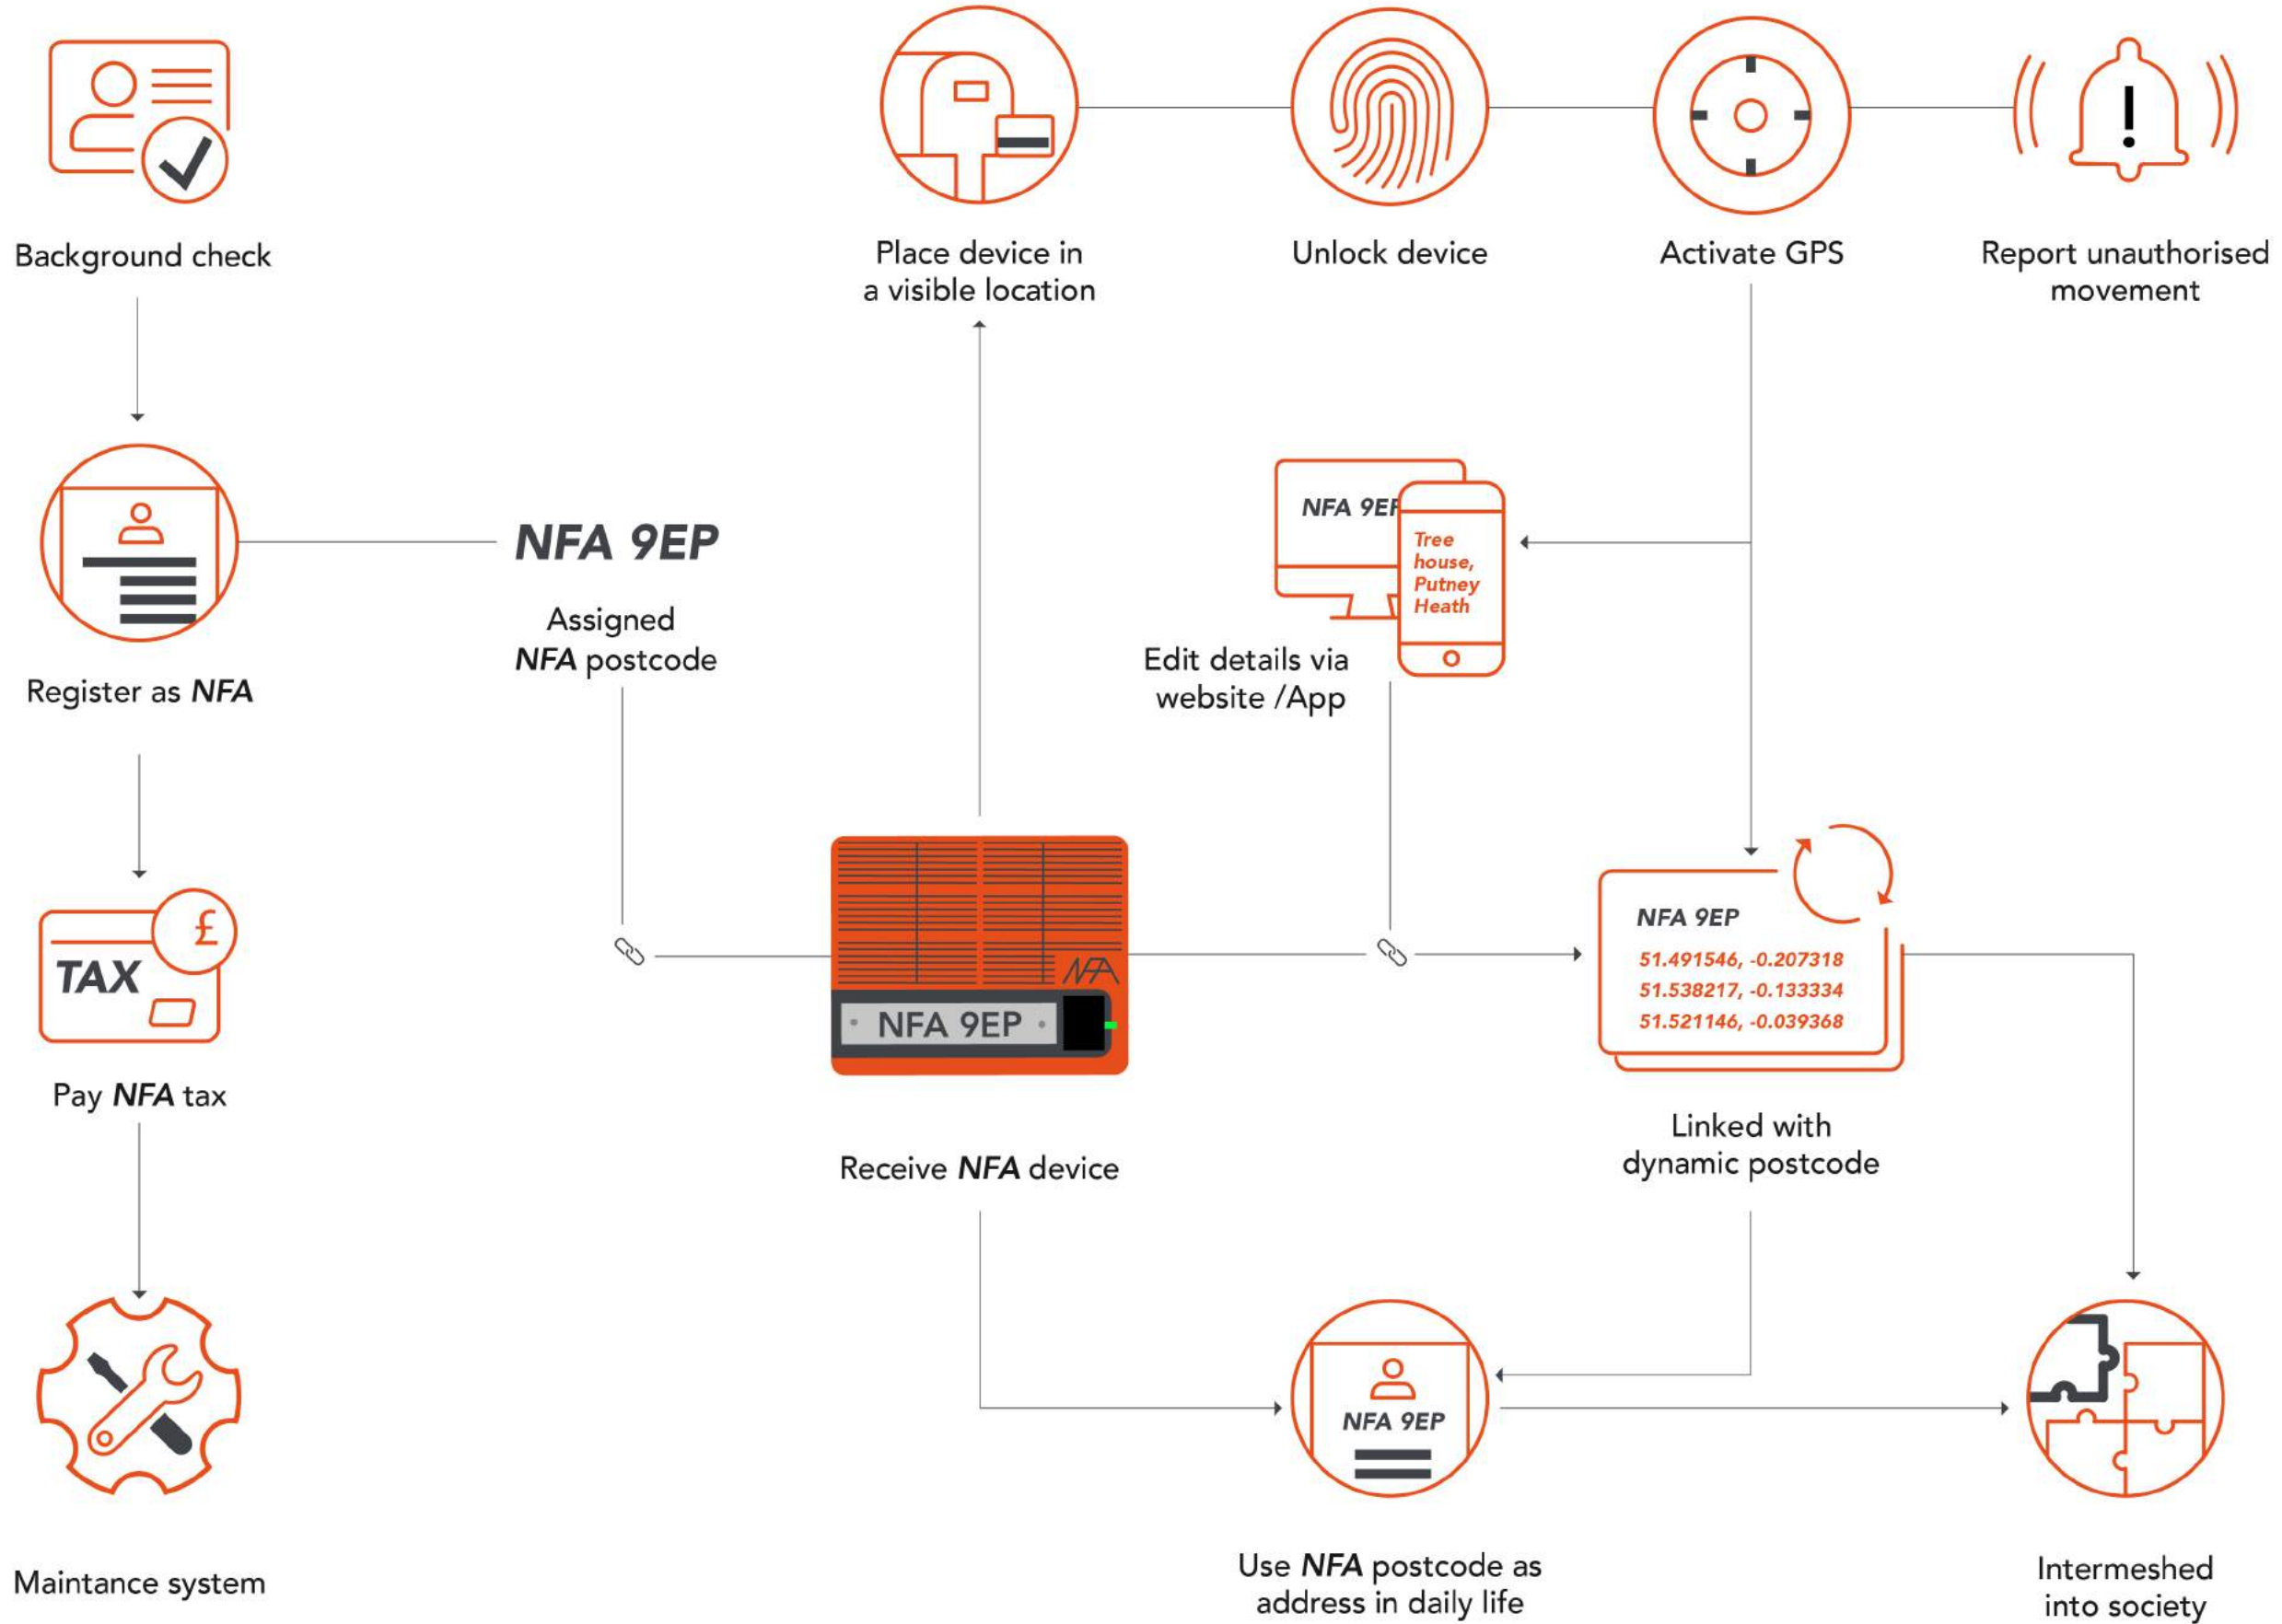 Background check
Place device in
a visible location
Unlock device
Activate GPS
Report unauthorised
movement
!
Register as NFA
NFA 9EP
Assigned
NFA postcode
NFA 9EP
Tree
house,
Putney
Heath
Edit details via
website /App
£
TAX
Pay NFA tax
NFA
NFA 9EP
Receive NFA device
NFA 9EP
51.491546, -0.207318
51.538217, -0.133334
51.521146, -0.039368
Linked with
dynamic postcode
Maintance system
NFA 9EP
Use NFA postcode as
address in daily life
Intermeshed
into society